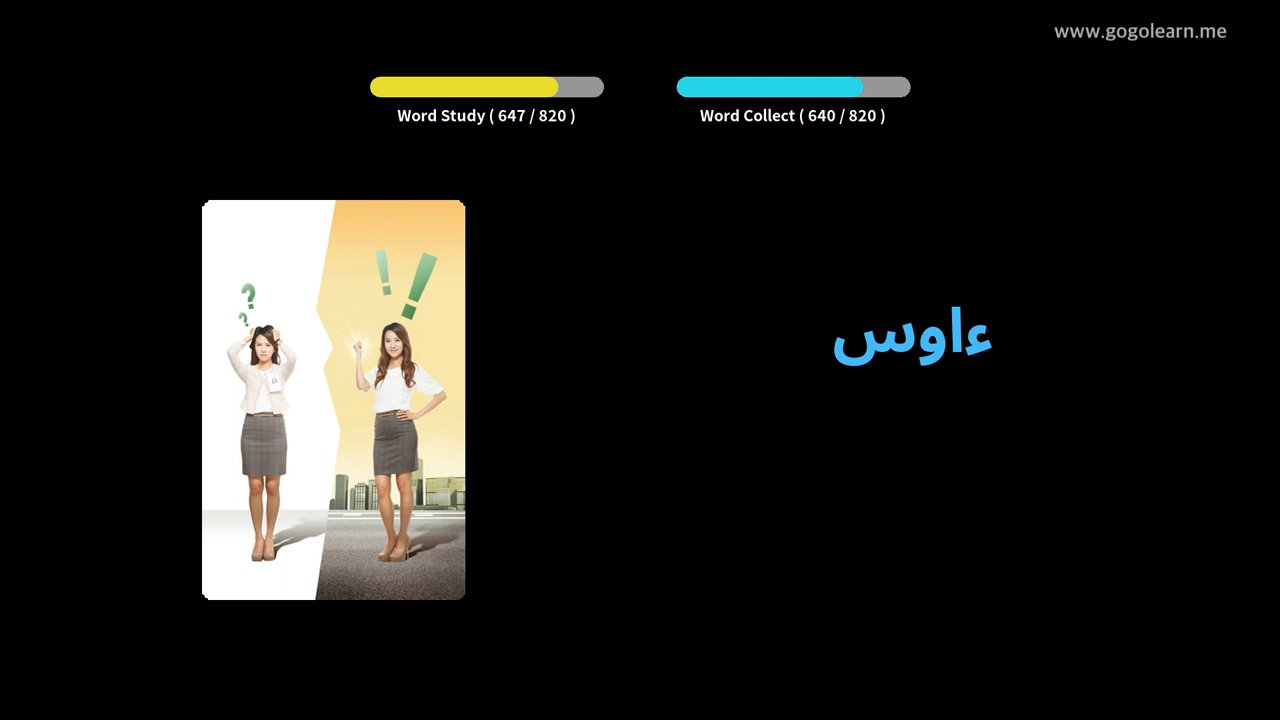 www.gogolearn.me
Word Study ( 647 / 820 )
Word Collect ( 640 / 820 )
? ?
! !
ءاوس